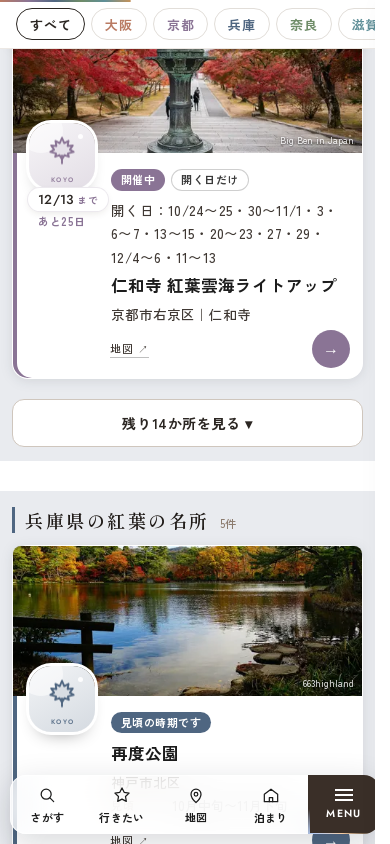 すべて 大阪 京都 兵庫 奈良 滋賀
Big Ben in Japan
KOYO
12/13 まで
あと25日
開催中 開く日だけ
開く日：10/24〜25・30〜11/1・3・
6〜7・13〜15・20〜23・27・29・
12/4〜6・11〜13
仁和寺 紅葉雲海ライトアップ
京都市右京区｜仁和寺
地図 ↗
→
残り14か所を見る ▾
兵庫県の紅葉の名所 5件
663highland
KOYO
見頃の時期です
再度公園
神戸市北区
さがす 行きたい 地図 泊まり MENU
地図 ↗